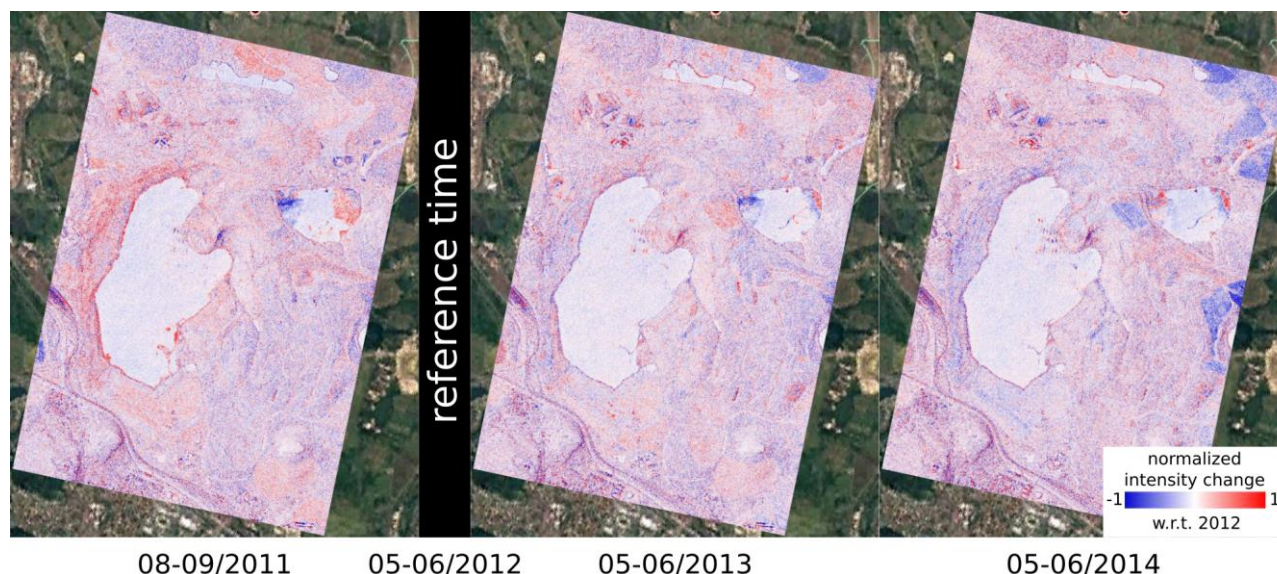 reference time
normalized
intensity change
-1 1
w.r.t. 2012
08-09/2011 05-06/2012 05-06/2013 05-06/2014